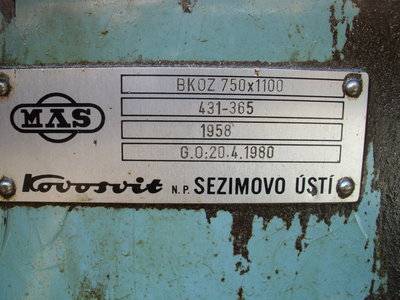 MAS
BKOZ 750x1100
431-365
1958
G.O:20.4.1980
Kovosvit N.P. SEZIMOVO ÚSTÍ